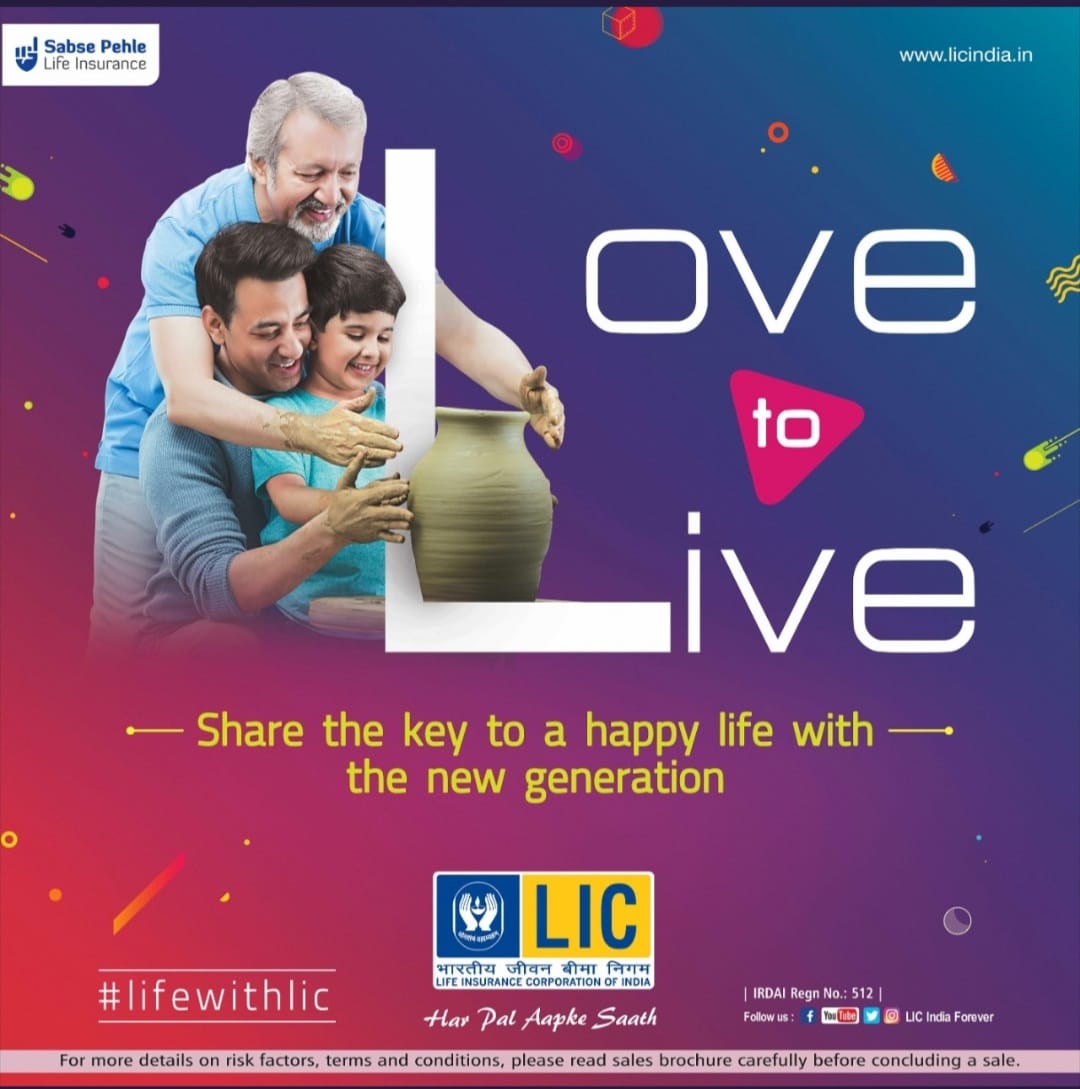 Sabse Pehle
Life Insurance
www.licindia.in
Love
to
Live
Share the key to a happy life with
the new generation
LIC
भारतीय जीवन बीमा निगम
LIFE INSURANCE CORPORATION OF INDIA
Har Pal Aapke Saath
#lifewithlic
| IRDAI Regn No.: 512 |
Follow us : f YouTube LIC India Forever
For more details on risk factors, terms and conditions, please read sales brochure carefully before concluding a sale.